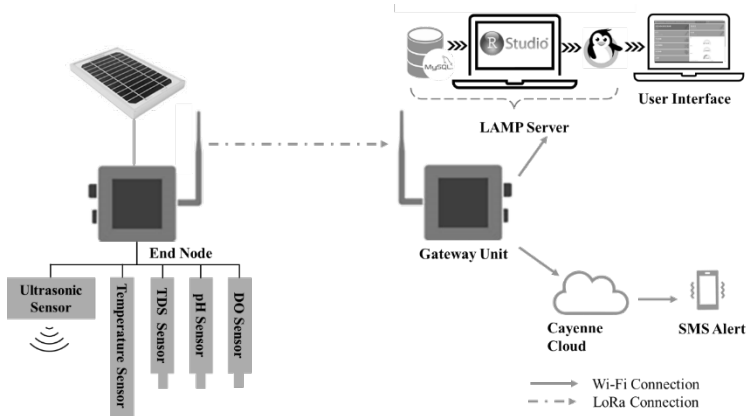 MySQL
R Studio
User Interface
LAMP Server
End Node
Gateway Unit
Ultrasonic
Sensor
Temperature Sensor
TDS Sensor
pH Sensor
DO Sensor
Cayenne
Cloud
SMS Alert
Wi-Fi Connection
LoRa Connection